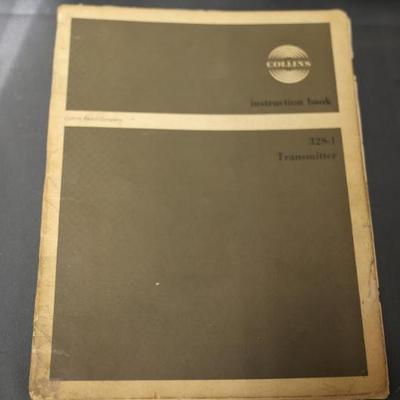 COLLINS
instruction book
Collins Radio Company
32S-1
Transmitter